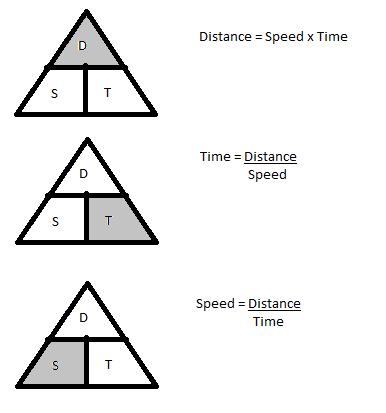 D
Distance = Speed x Time
S T
D
Time = Distance
Speed
S T
D
Speed = Distance
Time
S T